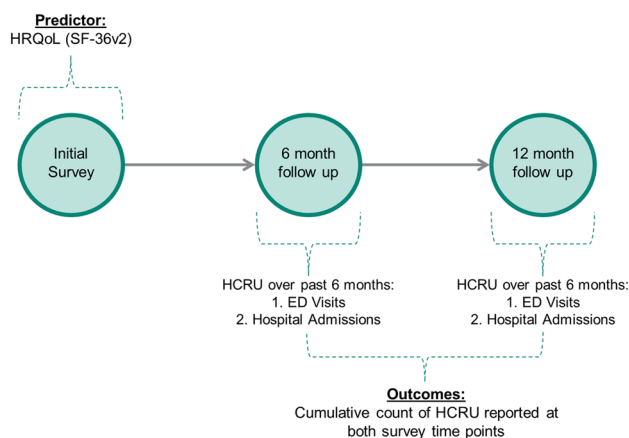 Predictor:
HRQoL (SF-36v2)
Initial
Survey
6 month
follow up
12 month
follow up
HCRU over past 6 months:
1. ED Visits
2. Hospital Admissions
HCRU over past 6 months:
1. ED Visits
2. Hospital Admissions
Outcomes:
Cumulative count of HCRU reported at
both survey time points